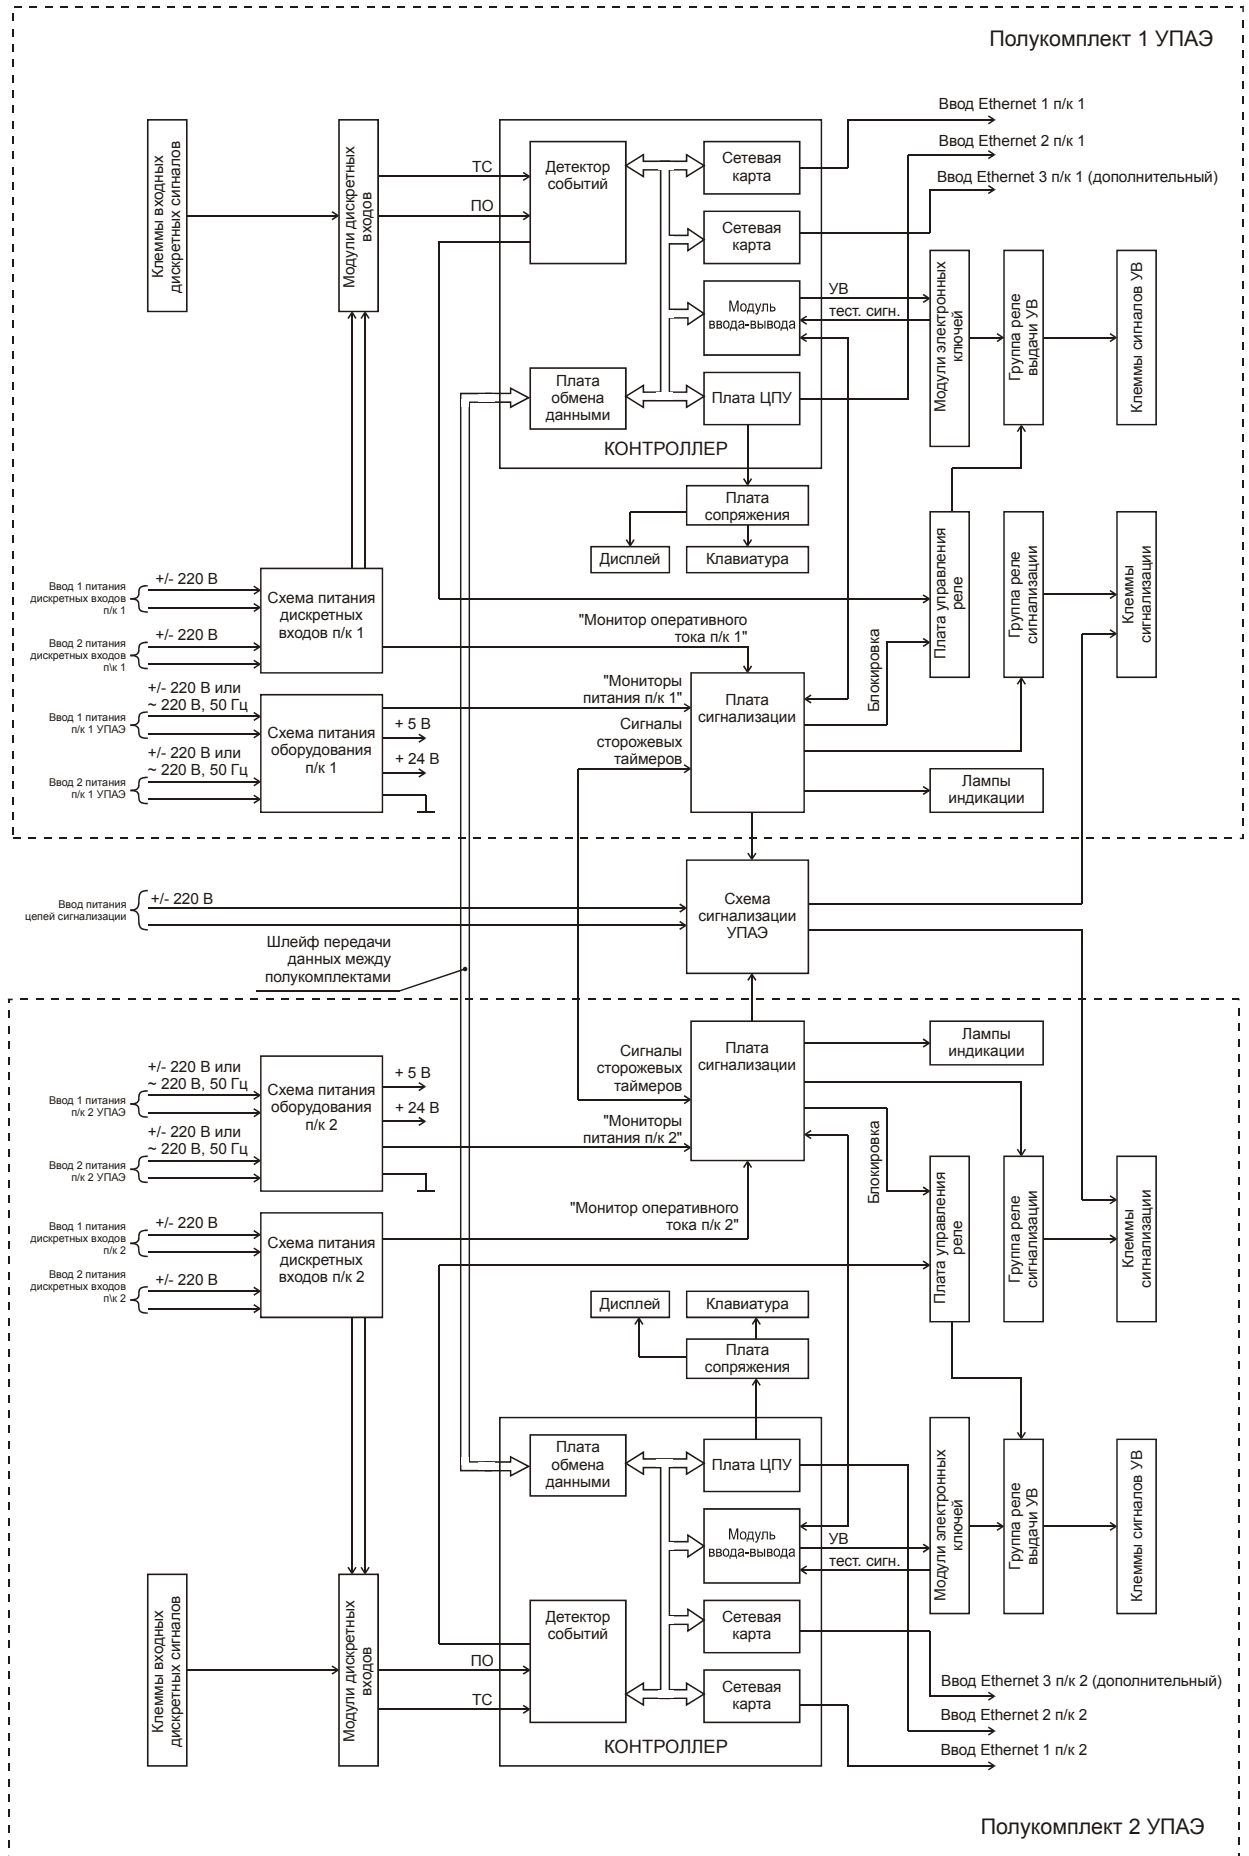 Полукомплект 1 УПАЭ
Ввод Ethernet 1 п/к 1
Ввод Ethernet 2 п/к 1
Ввод Ethernet 3 п/к 1 (дополнительный)
Клеммы входных
дискретных сигналов
Модули дискретных
входов
ТС
ПО
Детектор
событий
Сетевая
карта
Сетевая
карта
Модуль
ввода-вывода
УВ
тест. сигн.
Плата
обмена
данными
Плата ЦПУ
КОНТРОЛЛЕР
Модули электронных
ключей
Группа реле
выдачи УВ
Клеммы сигналов УВ
Плата
сопряжения
Дисплей
Клавиатура
Плата управления
реле
Группа реле
сигнализации
Клеммы
сигнализации
Ввод 1 питания
дискретных входов
п/к 1
+/- 220 В
Ввод 2 питания
дискретных входов
п\к 1
+/- 220 В
Схема питания
дискретных
входов п/к 1
"Монитор оперативного
тока п/к 1"
Блокировка
+/- 220 В или
~ 220 В, 50 Гц
Ввод 1 питания
п/к 1 УПАЭ
+/- 220 В или
~ 220 В, 50 Гц
Ввод 2 питания
п/к 1 УПАЭ
Схема питания
оборудования
п/к 1
+ 5 В
+ 24 В
"Мониторы
питания п/к 1"
Сигналы
сторожевых
таймеров
Плата
сигнализации
Лампы
индикации
Ввод питания
цепей сигнализации
+/- 220 В
Схема
сигнализации
УПАЭ
Шлейф передачи
данных между
полукомплектами
+/- 220 В или
~ 220 В, 50 Гц
Ввод 1 питания
п/к 2 УПАЭ
+/- 220 В или
~ 220 В, 50 Гц
Ввод 2 питания
п/к 2 УПАЭ
Схема питания
оборудования
п/к 2
+ 5 В
+ 24 В
Сигналы
сторожевых
таймеров
"Мониторы
питания п/к 2"
Плата
сигнализации
Лампы
индикации
Блокировка
Ввод 1 питания
дискретных входов
п/к 2
+/- 220 В
Ввод 2 питания
дискретных входов
п\к 2
+/- 220 В
Схема питания
дискретных
входов п/к 2
"Монитор оперативного
тока п/к 2"
Плата управления
реле
Группа реле
сигнализации
Клеммы
сигнализации
Дисплей
Клавиатура
Плата
сопряжения
Плата
обмена
данными
Плата ЦПУ
Модуль
ввода-вывода
УВ
тест. сигн.
Модули электронных
ключей
Группа реле
выдачи УВ
Клеммы сигналов УВ
Клеммы входных
дискретных сигналов
Модули дискретных
входов
ПО
ТС
Детектор
событий
Сетевая
карта
Сетевая
карта
КОНТРОЛЛЕР
Ввод Ethernet 3 п/к 2 (дополнительный)
Ввод Ethernet 2 п/к 2
Ввод Ethernet 1 п/к 2
Полукомплект 2 УПАЭ